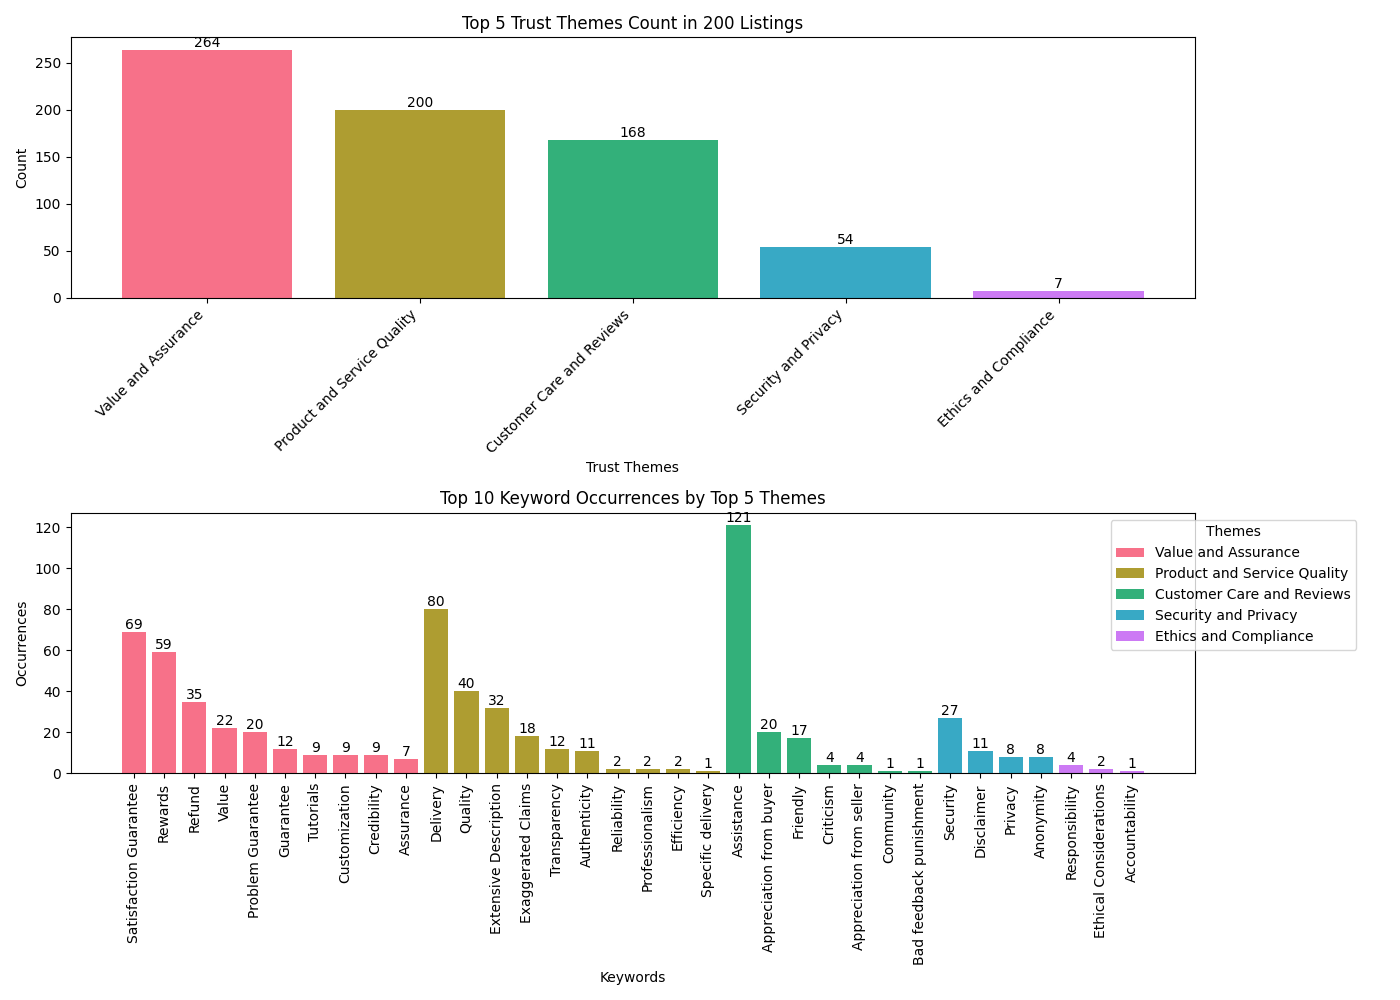 Top 5 Trust Themes Count in 200 Listings
Count
250
200
150
100
50
0
264
200
168
54
7
Value and Assurance
Product and Service Quality
Customer Care and Reviews
Security and Privacy
Ethics and Compliance
Trust Themes
Top 10 Keyword Occurrences by Top 5 Themes
Occurrences
120
100
80
60
40
20
0
69
59
35
22
20
12
9
9
9
7
80
40
32
18
12
11
2
2
2
1
121
20
17
4
4
1
1
27
11
8
8
4
2
1
Themes
Value and Assurance
Product and Service Quality
Customer Care and Reviews
Security and Privacy
Ethics and Compliance
Satisfaction Guarantee
Rewards
Refund
Value
Problem Guarantee
Guarantee
Tutorials
Customization
Credibility
Assurance
Delivery
Quality
Extensive Description
Exaggerated Claims
Transparency
Authenticity
Reliability
Professionalism
Efficiency
Specific delivery
Assistance
Appreciation from buyer
Friendly
Criticism
Appreciation from seller
Community
Bad feedback punishment
Security
Disclaimer
Privacy
Anonymity
Responsibility
Ethical Considerations
Accountability
Keywords